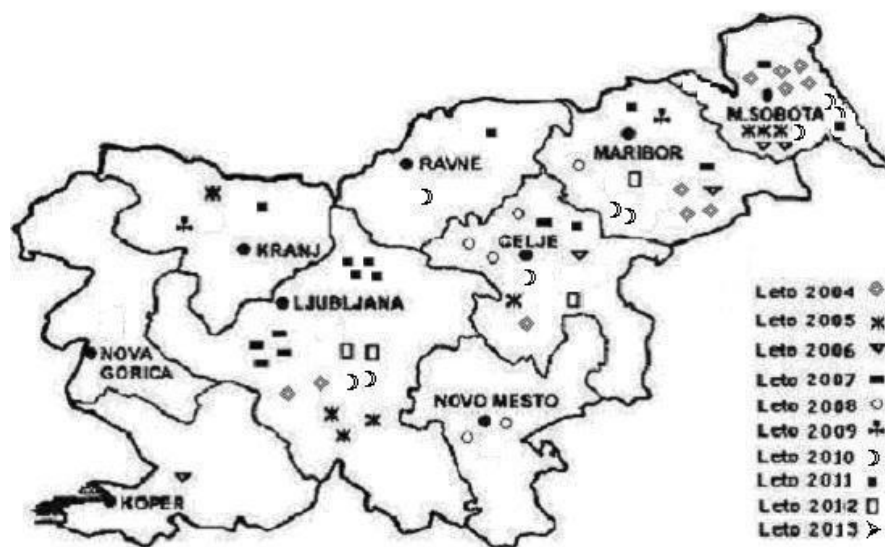 M.SOBOTA
MARIBOR
RAVNE
KRANJ
CELJE
LJUBLJANA
NOVA
GORICA
NOVO MESTO
KOPER
Leto 2004
Leto 2005
Leto 2006
Leto 2007
Leto 2008
Leto 2009
Leto 2010
Leto 2011
Leto 2012
Leto 2013